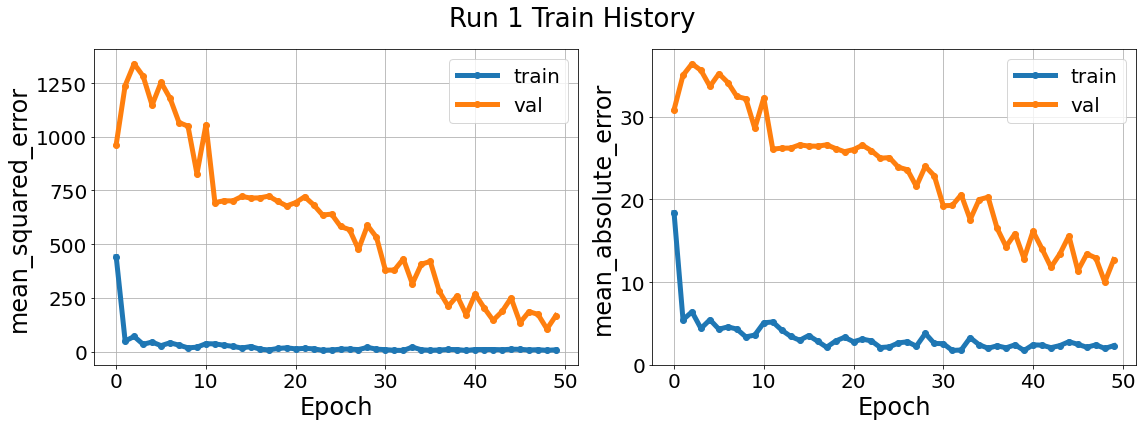 Run 1 Train History
mean_squared_error
1250
1000
750
500
250
0
0 10 20 30 40 50
Epoch
train
val
mean_absolute_error
30
20
10
0
0 10 20 30 40 50
Epoch
train
val